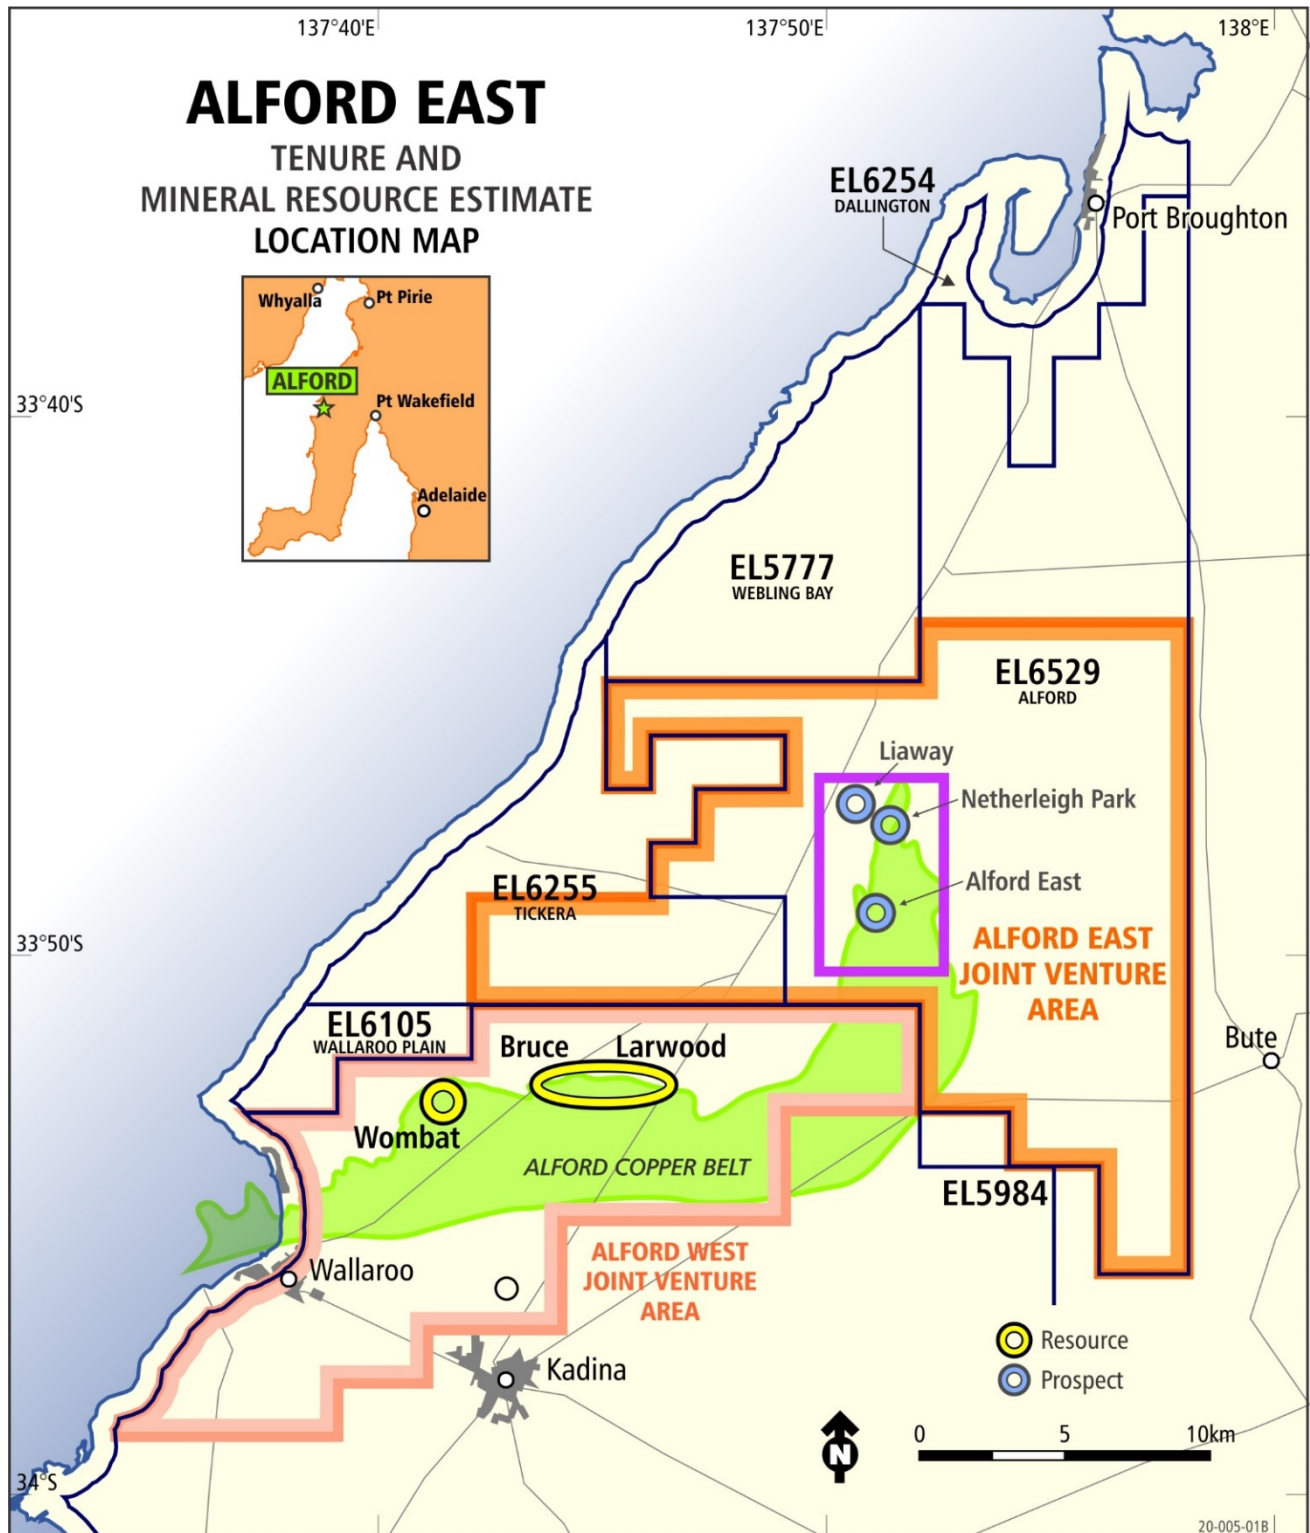 137°40'E
137°50'E
138°E
ALFORD EAST
TENURE AND
MINERAL RESOURCE ESTIMATE
LOCATION MAP
Whyalla
Pt Pirie
ALFORD
Pt Wakefield
Adelaide
EL6254
DALLINGTON
Port Broughton
33°40'S
EL5777
WEBLING BAY
EL6529
ALFORD
Liaway
Netherleigh Park
Alford East
EL6255
TICKERA
33°50'S
ALFORD EAST
JOINT VENTURE
AREA
EL6105
WALLAROO PLAIN
Bruce
Larwood
Bute
Wombat
ALFORD COPPER BELT
EL5984
Wallaroo
ALFORD WEST
JOINT VENTURE
AREA
Resource
Kadina
Prospect
0 5 10km
N
34°S
20-005-01B